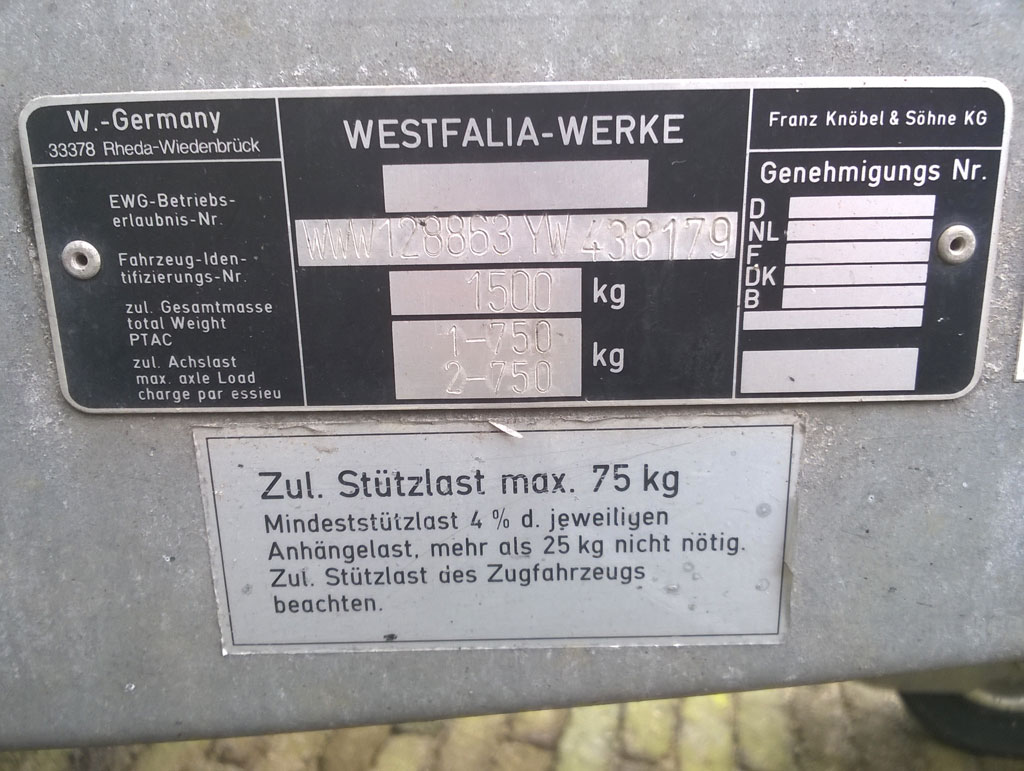 W.-Germany
33378 Rheda-Wiedenbrück
WESTFALIA-WERKE
Franz Knöbel & Söhne KG
EWG-Betriebs-
erlaubnis-Nr.
Fahrzeug-Iden-
tifizierungs-Nr.
zul. Gesamtmasse
total Weight
PTAC
zul. Achslast
max. axle Load
charge par essieu
WWW128863YW438179
1500 kg
1-750
kg
2-750
Genehmigungs Nr.
D
NL
F
DK
B
Zul. Stützlast max. 75 kg
Mindeststützlast 4 % d. jeweiligen
Anhängelast, mehr als 25 kg nicht nötig.
Zul. Stützlast des Zugfahrzeugs
beachten.